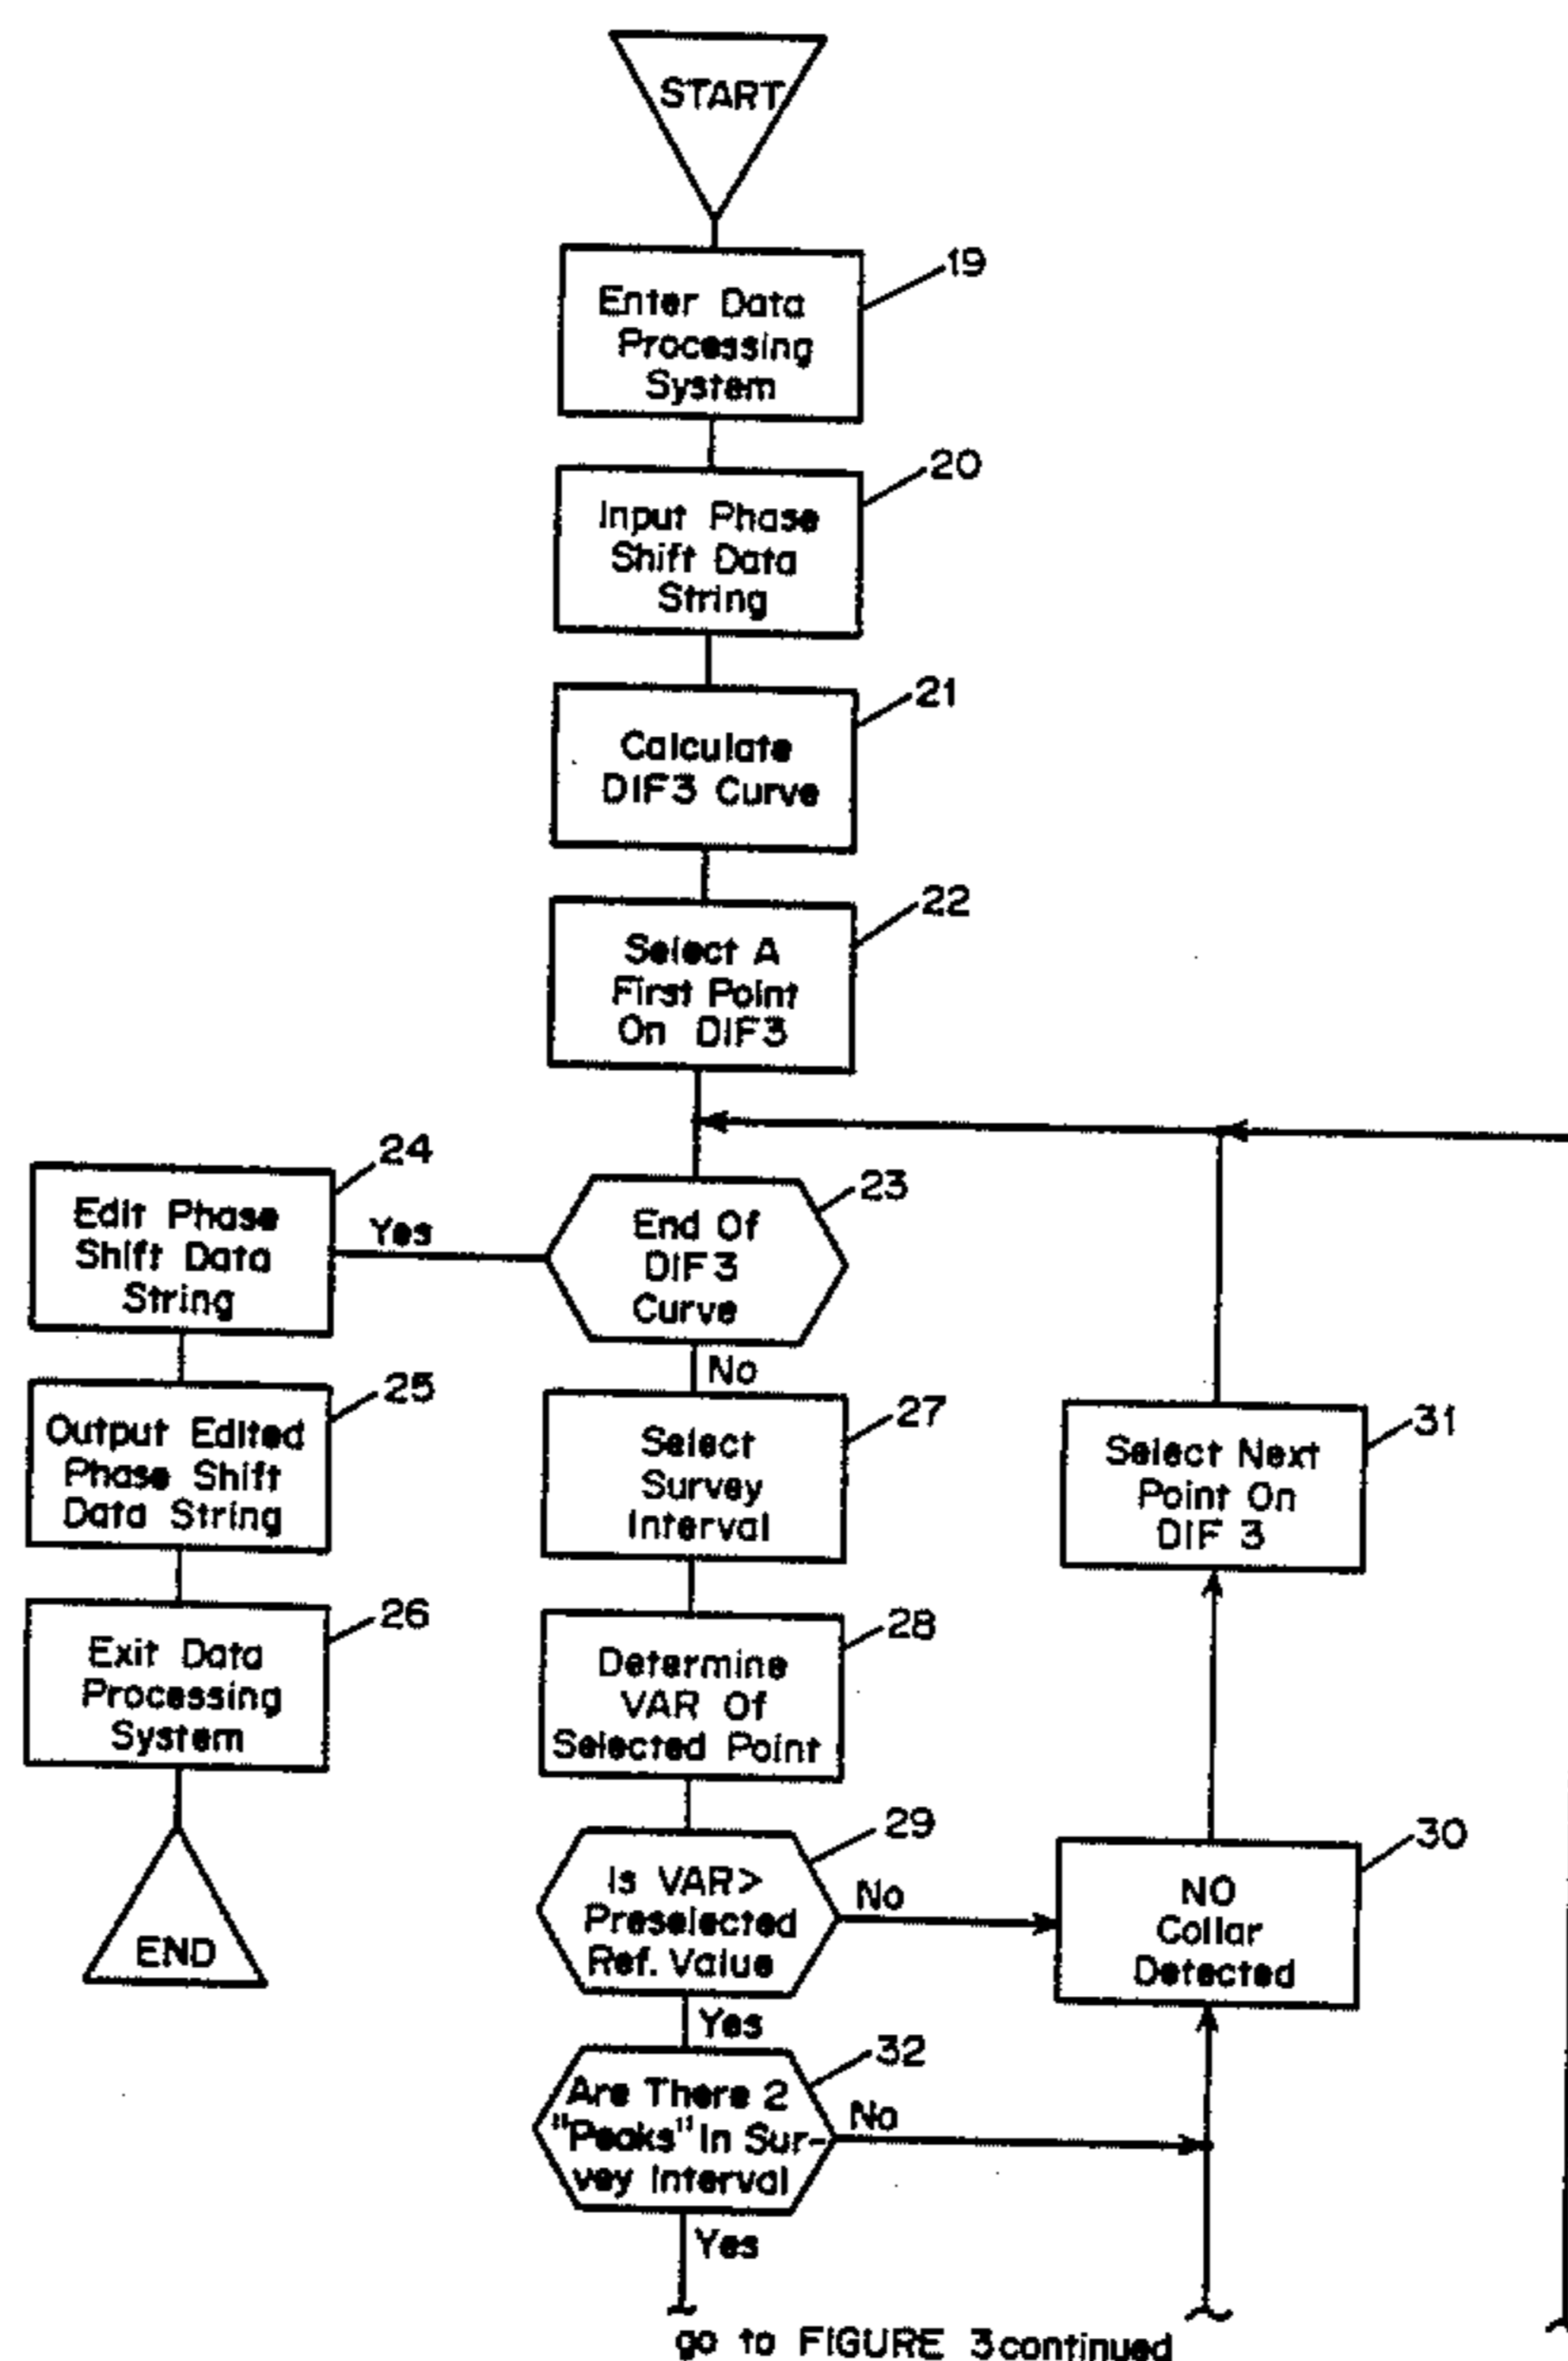 START
19
Enter Data
Processing
System
20
Input Phase
Shift Data
String
21
Calculate
DIF3 Curve
22
Select A
First Point
On DIF3
24
Edit Phase
Shift Data
String
Yes
23
End Of
DIF3
Curve
No
25
Output Edited
Phase Shift
Data String
26
Exit Data
Processing
System
END
27
Select
Survey
Interval
31
Select Next
Point On
DIF 3
28
Determine
VAR Of
Selected Point
29
Is VAR>
Preselected
Ref. Value
No
30
NO
Collar
Detected
Yes
32
Are There 2
"Peaks" In Sur-
vey Interval
No
Yes
go to FIGURE 3continued